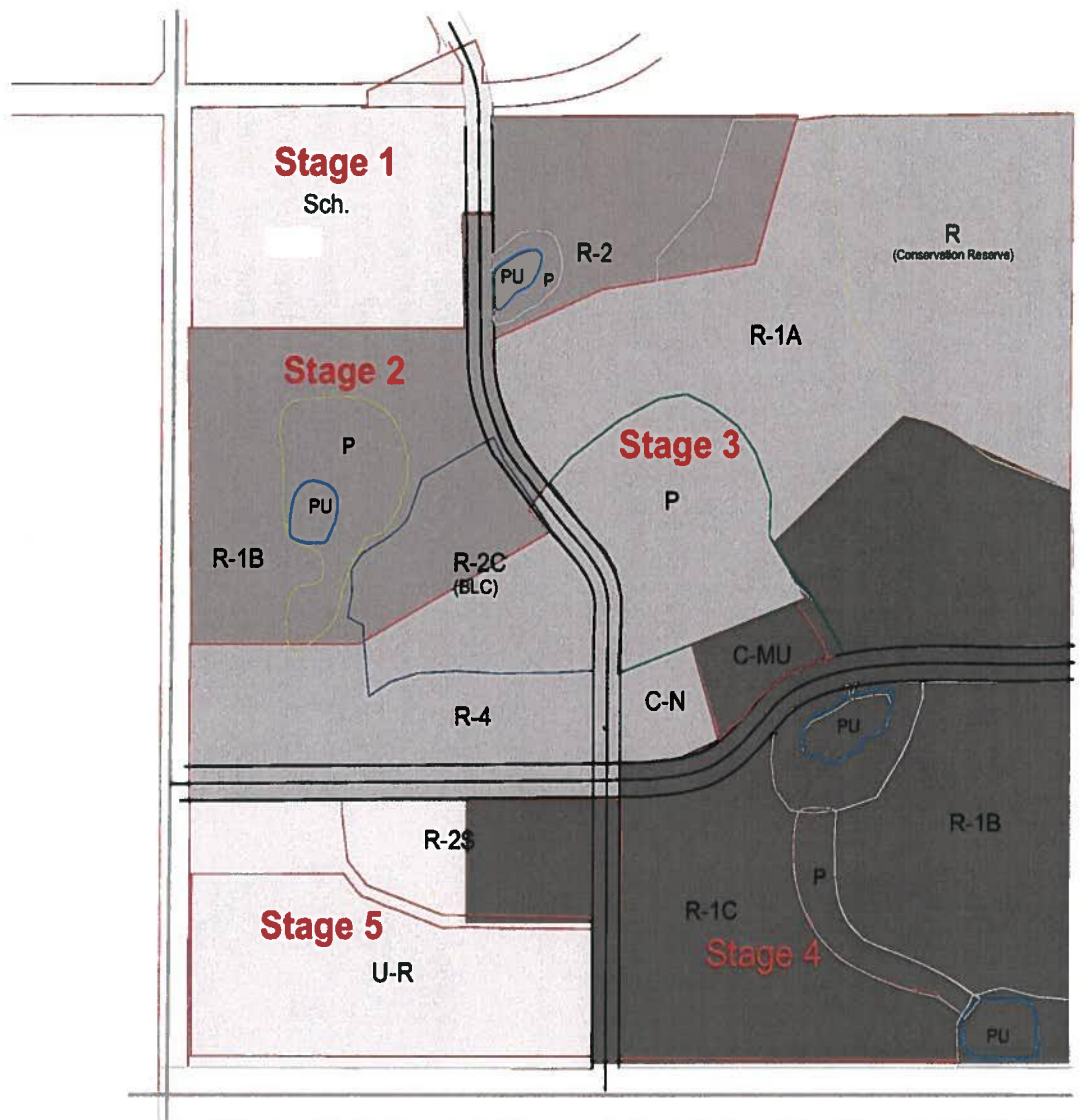 Stage 1
Sch.
R
(Conservation Reserve)
R-2
PU
P
R-1A
Stage 2
Stage 3
P
P
PU
R-1B
R-2C
(BLC)
C-MU
C-N
R-4
PU
R-1B
R-2$
P
R-1C
Stage 5
Stage 4
U-R
PU